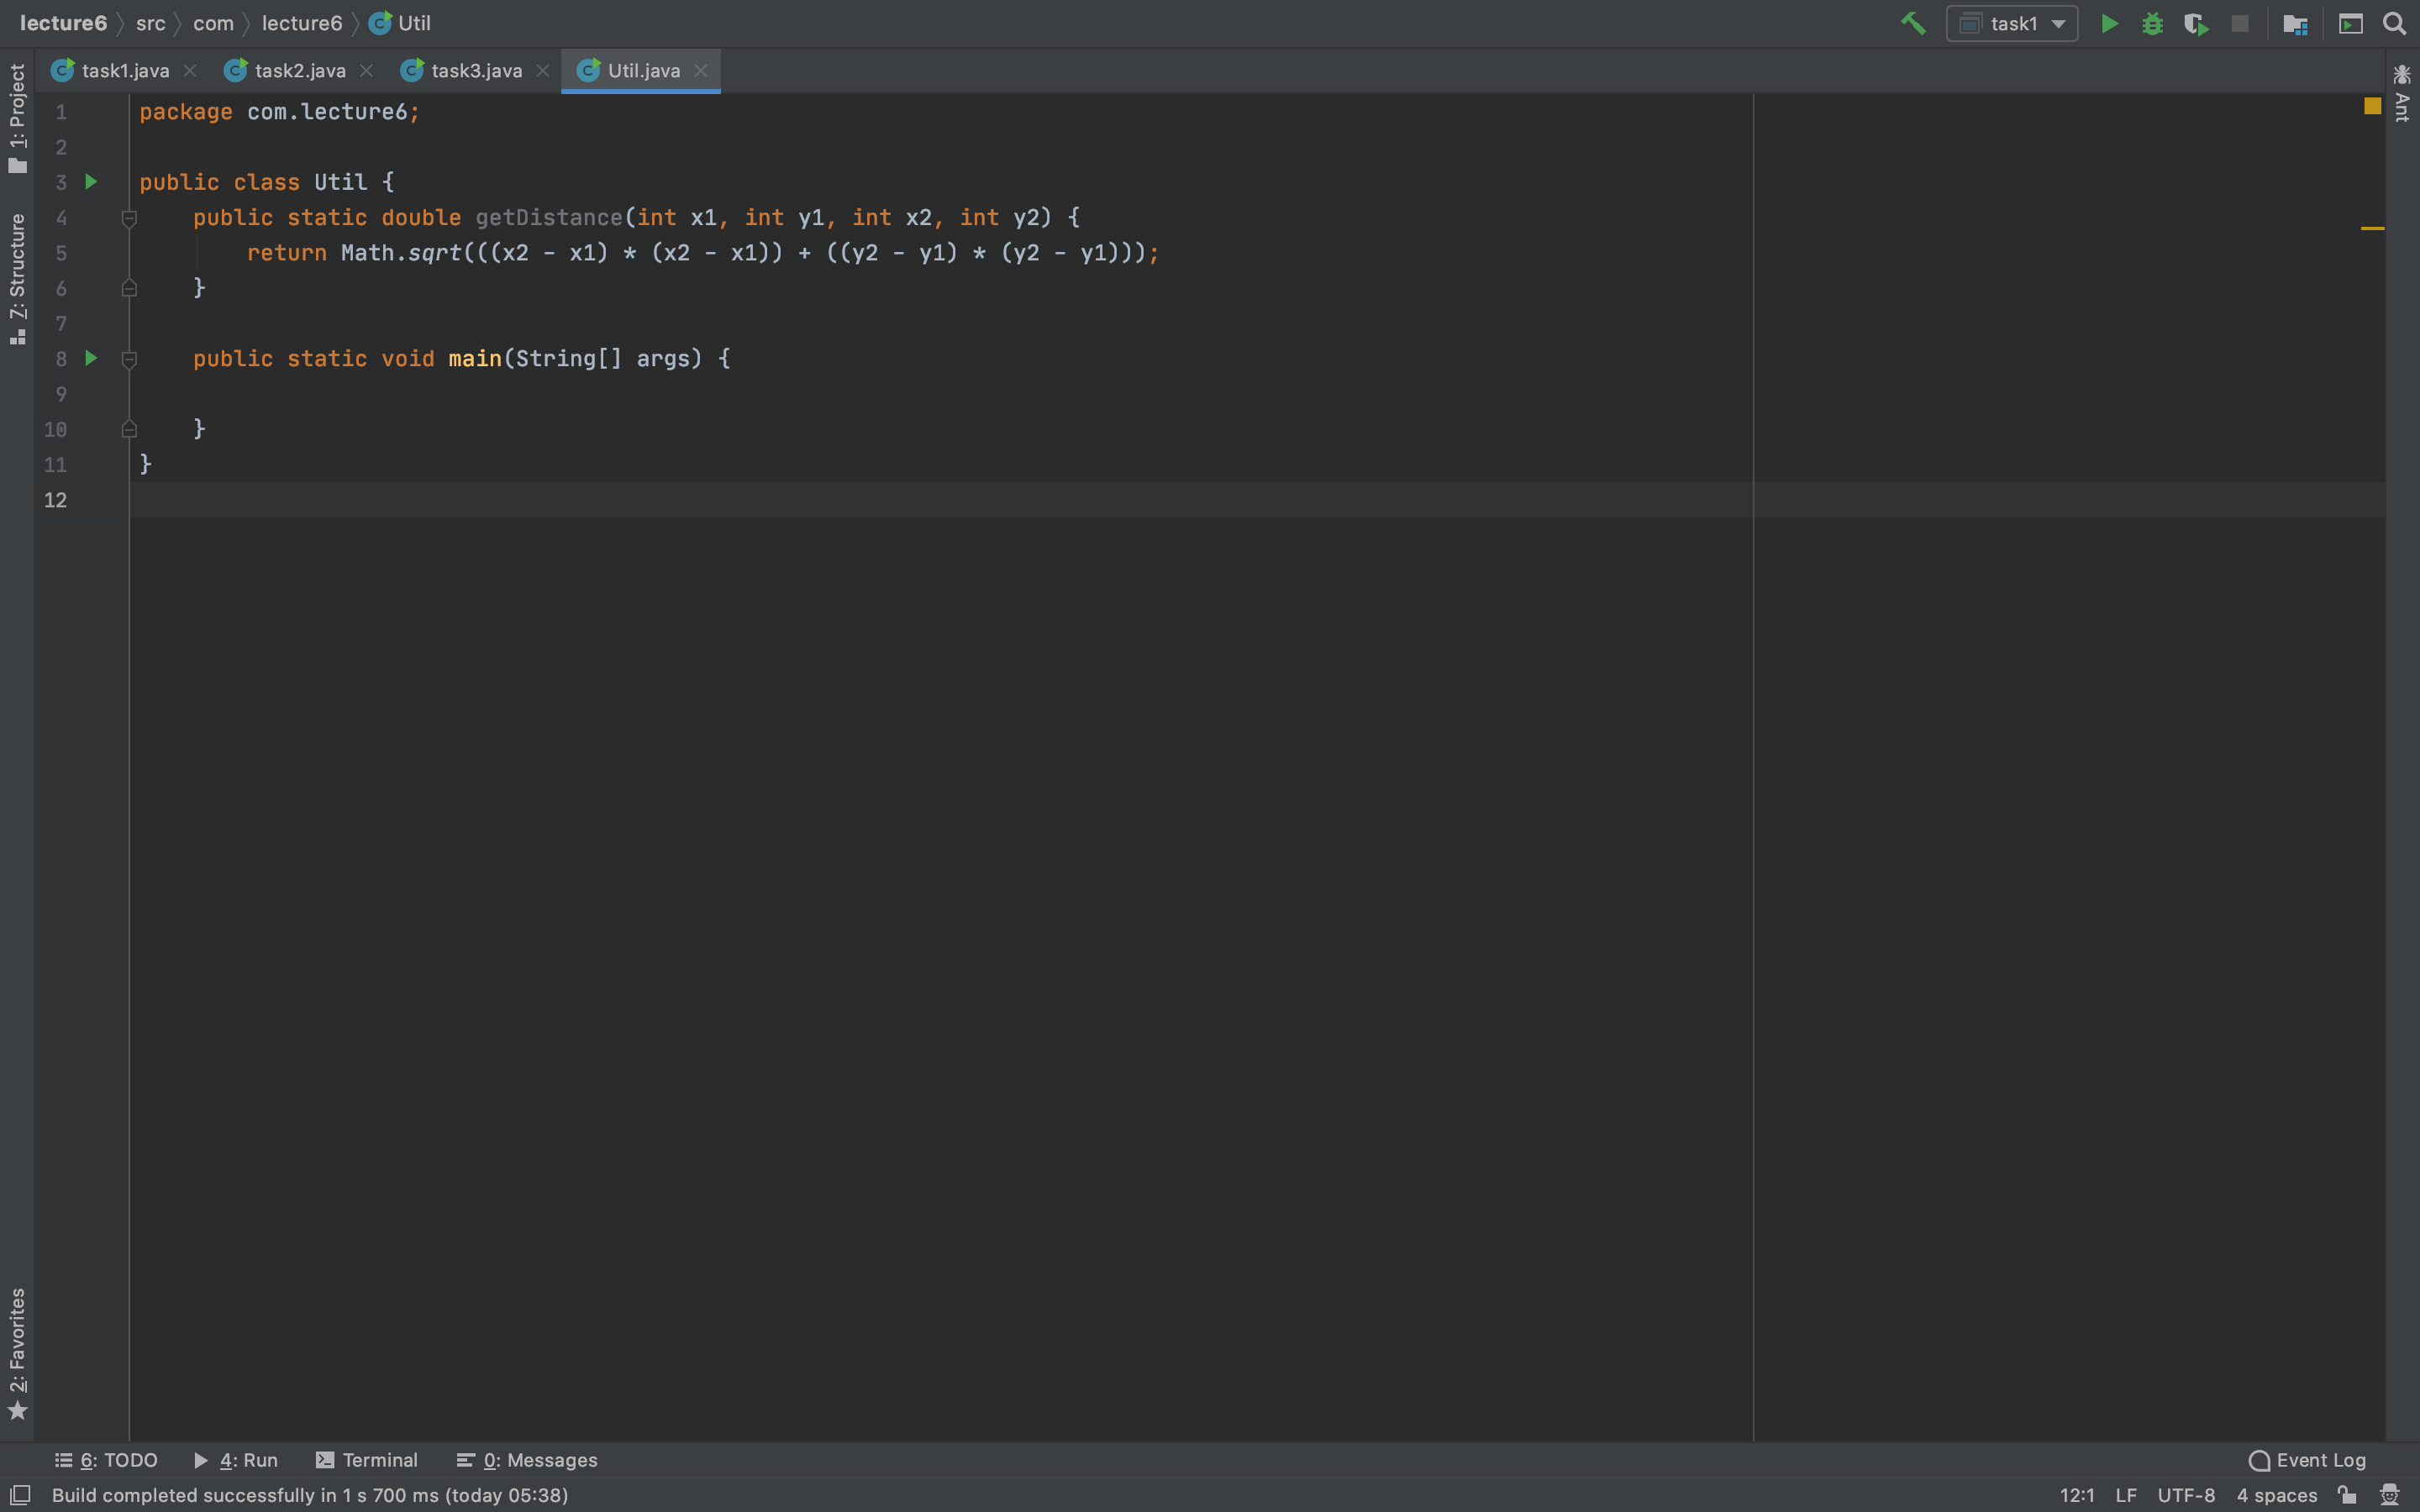 lecture6 src com lecture6 Util task1
task1.java task2.java task3.java Util.java
1: Project
7: Structure
2: Favorites
Ant
1 package com.lecture6;
2
3 public class Util {
4     public static double getDistance(int x1, int y1, int x2, int y2) {
5         return Math.sqrt(((x2 - x1) * (x2 - x1)) + ((y2 - y1) * (y2 - y1)));
6     }
7
8     public static void main(String[] args) {
9
10     }
11 }
12
6: TODO 4: Run Terminal 0: Messages Event Log
Build completed successfully in 1 s 700 ms (today 05:38) 12:1 LF UTF-8 4 spaces